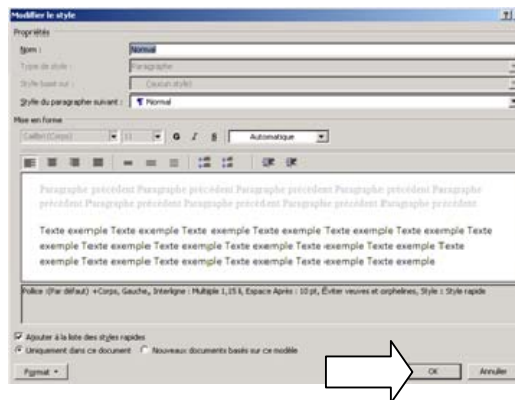 Modifier le style
Propriétés
Nom : Normal
Type de style : Paragraphe
Style basé sur : (aucun style)
Style du paragraphe suivant : ¶ Normal
Mise en forme
Calibri (Corps) 11 G I S Automatique
Paragraphe précédent Paragraphe précédent Paragraphe précédent Paragraphe précédent Paragraphe
précédent Paragraphe précédent Paragraphe précédent Paragraphe précédent Paragraphe précédent
Texte exemple Texte exemple Texte exemple Texte exemple Texte exemple Texte exemple Texte
exemple Texte exemple Texte exemple Texte exemple Texte exemple Texte exemple Texte
exemple Texte exemple Texte exemple Texte exemple Texte exemple Texte exemple
Police :(Par défaut) +Corps, Gauche, Interligne : Multiple 1,15 li, Espace Après : 10 pt, Éviter veuves et orphelines, Style : Style rapide
Ajouter à la liste des styles rapides
Uniquement dans ce document Nouveaux documents basés sur ce modèle
Format OK Annuler